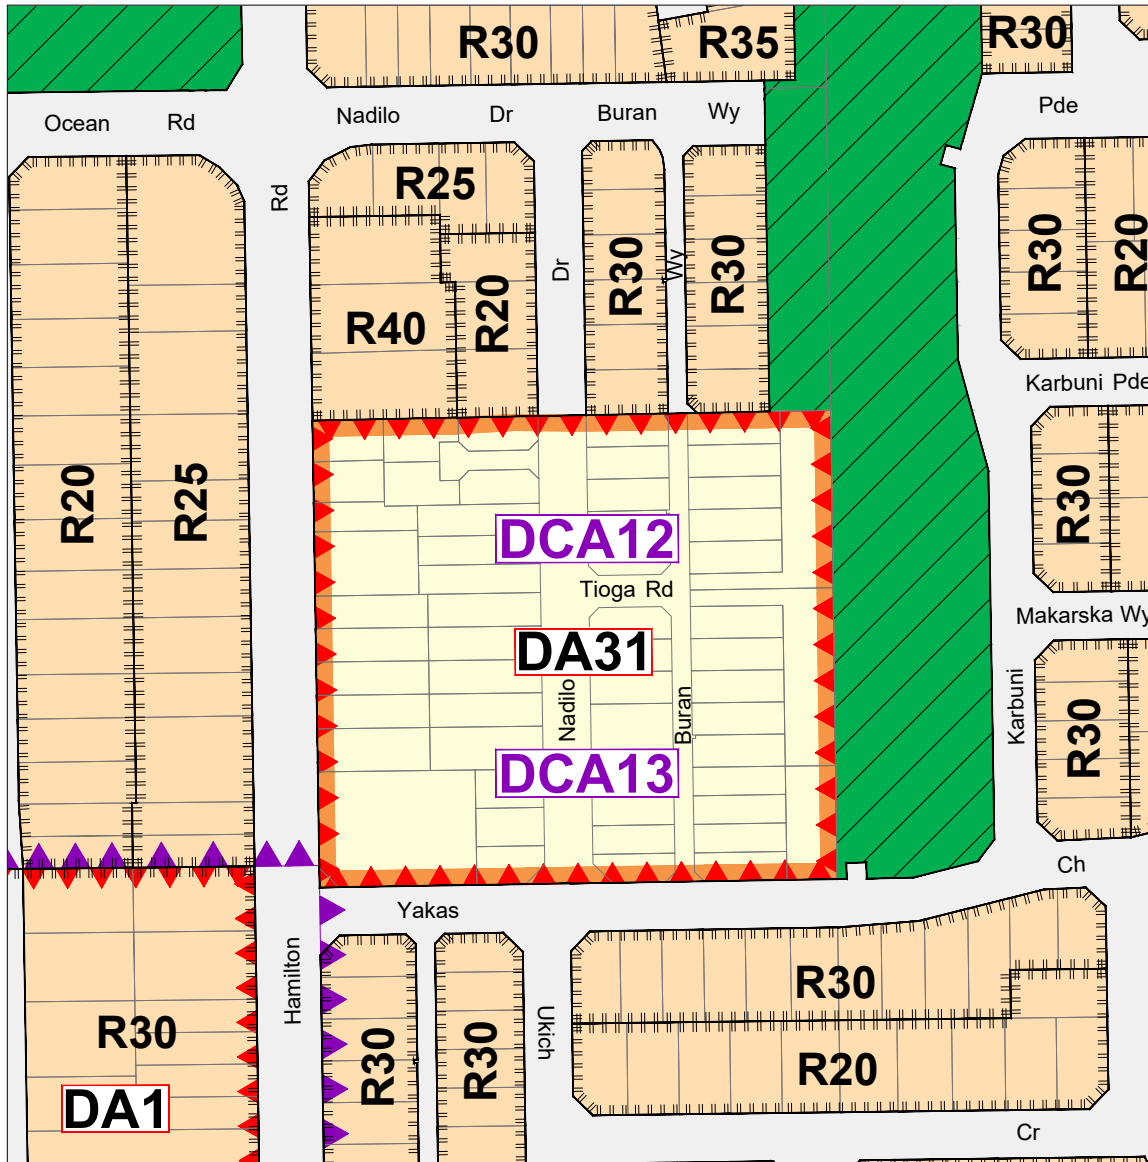 R30
R35
R30
Ocean Rd
Nadilo Dr
Buran Wy
Pde
R25
Rd
R30
R20
Dr
R30
Wy
R30
R20
R40
Karbuni Pde
R20
R25
R30
DCA12
Tioga Rd
Makarska Wy
DA31
Nadilo
Buran
Karbuni
R30
DCA13
Ch
Yakas
Hamilton
R30
R30
R30
Ukich
R30
R20
DA1
Cr